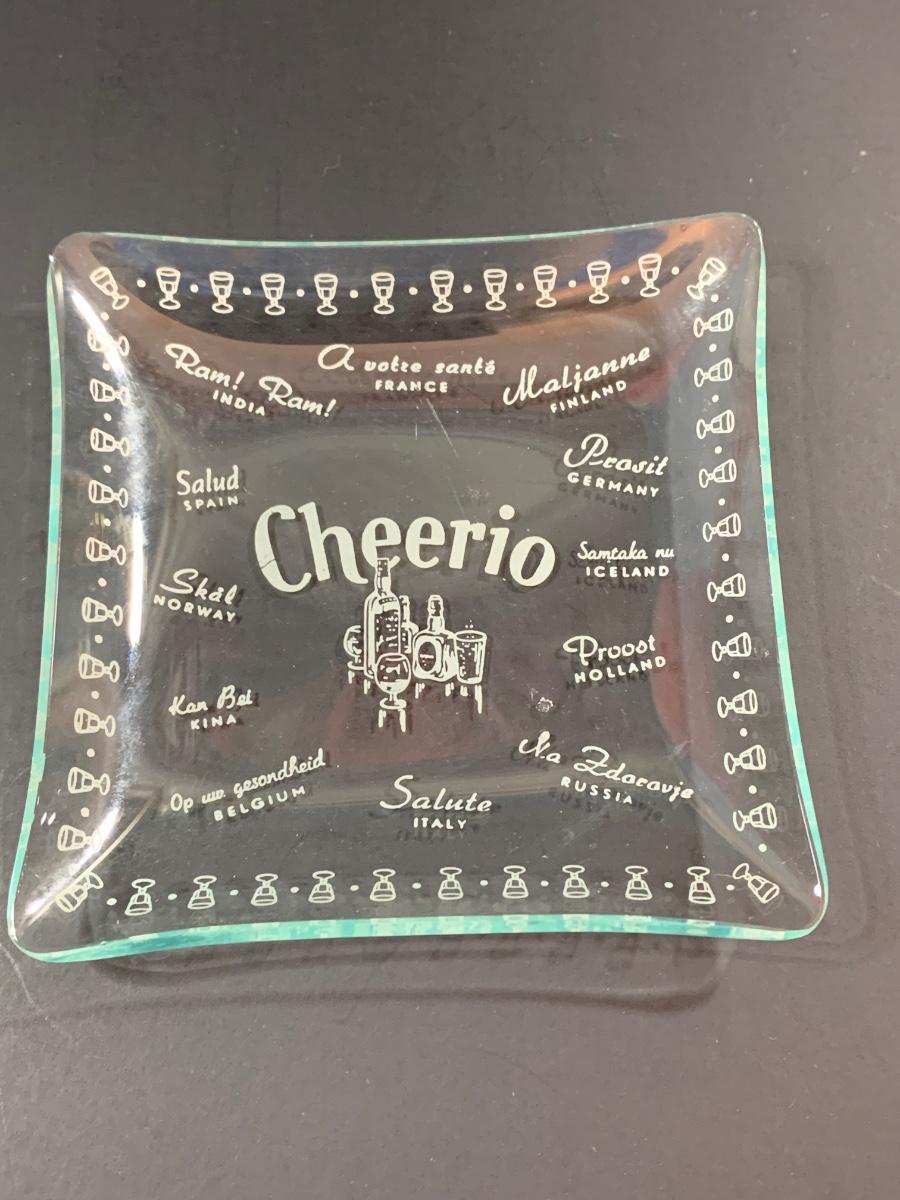 Ram! Ram!
INDIA
A votre santé
FRANCE
Maljanne
FINLAND
Prosit
GERMANY
Samtaka nu
ICELAND
Proost
HOLLAND
Na Zdarovje
RUSSIA
Salute
ITALY
Op uw. gesondheid
BELGIUM
Kan Bei
KINA
Skål
NORWAY
Salud
SPAIN
Cheerio